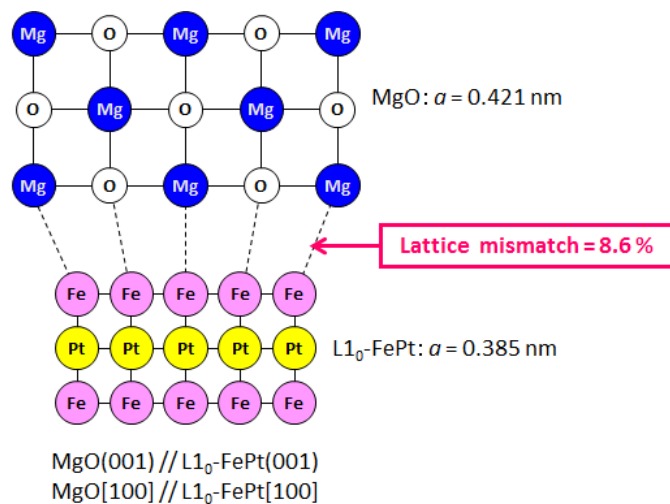 Mg O Mg O Mg
O Mg O Mg O
MgO: a = 0.421 nm
Mg O Mg O Mg
Lattice mismatch = 8.6 %
Fe Fe Fe Fe Fe
Pt Pt Pt Pt Pt
L1₀-FePt: a = 0.385 nm
Fe Fe Fe Fe Fe
MgO(001) // L1₀-FePt(001)
MgO[100] // L1₀-FePt[100]